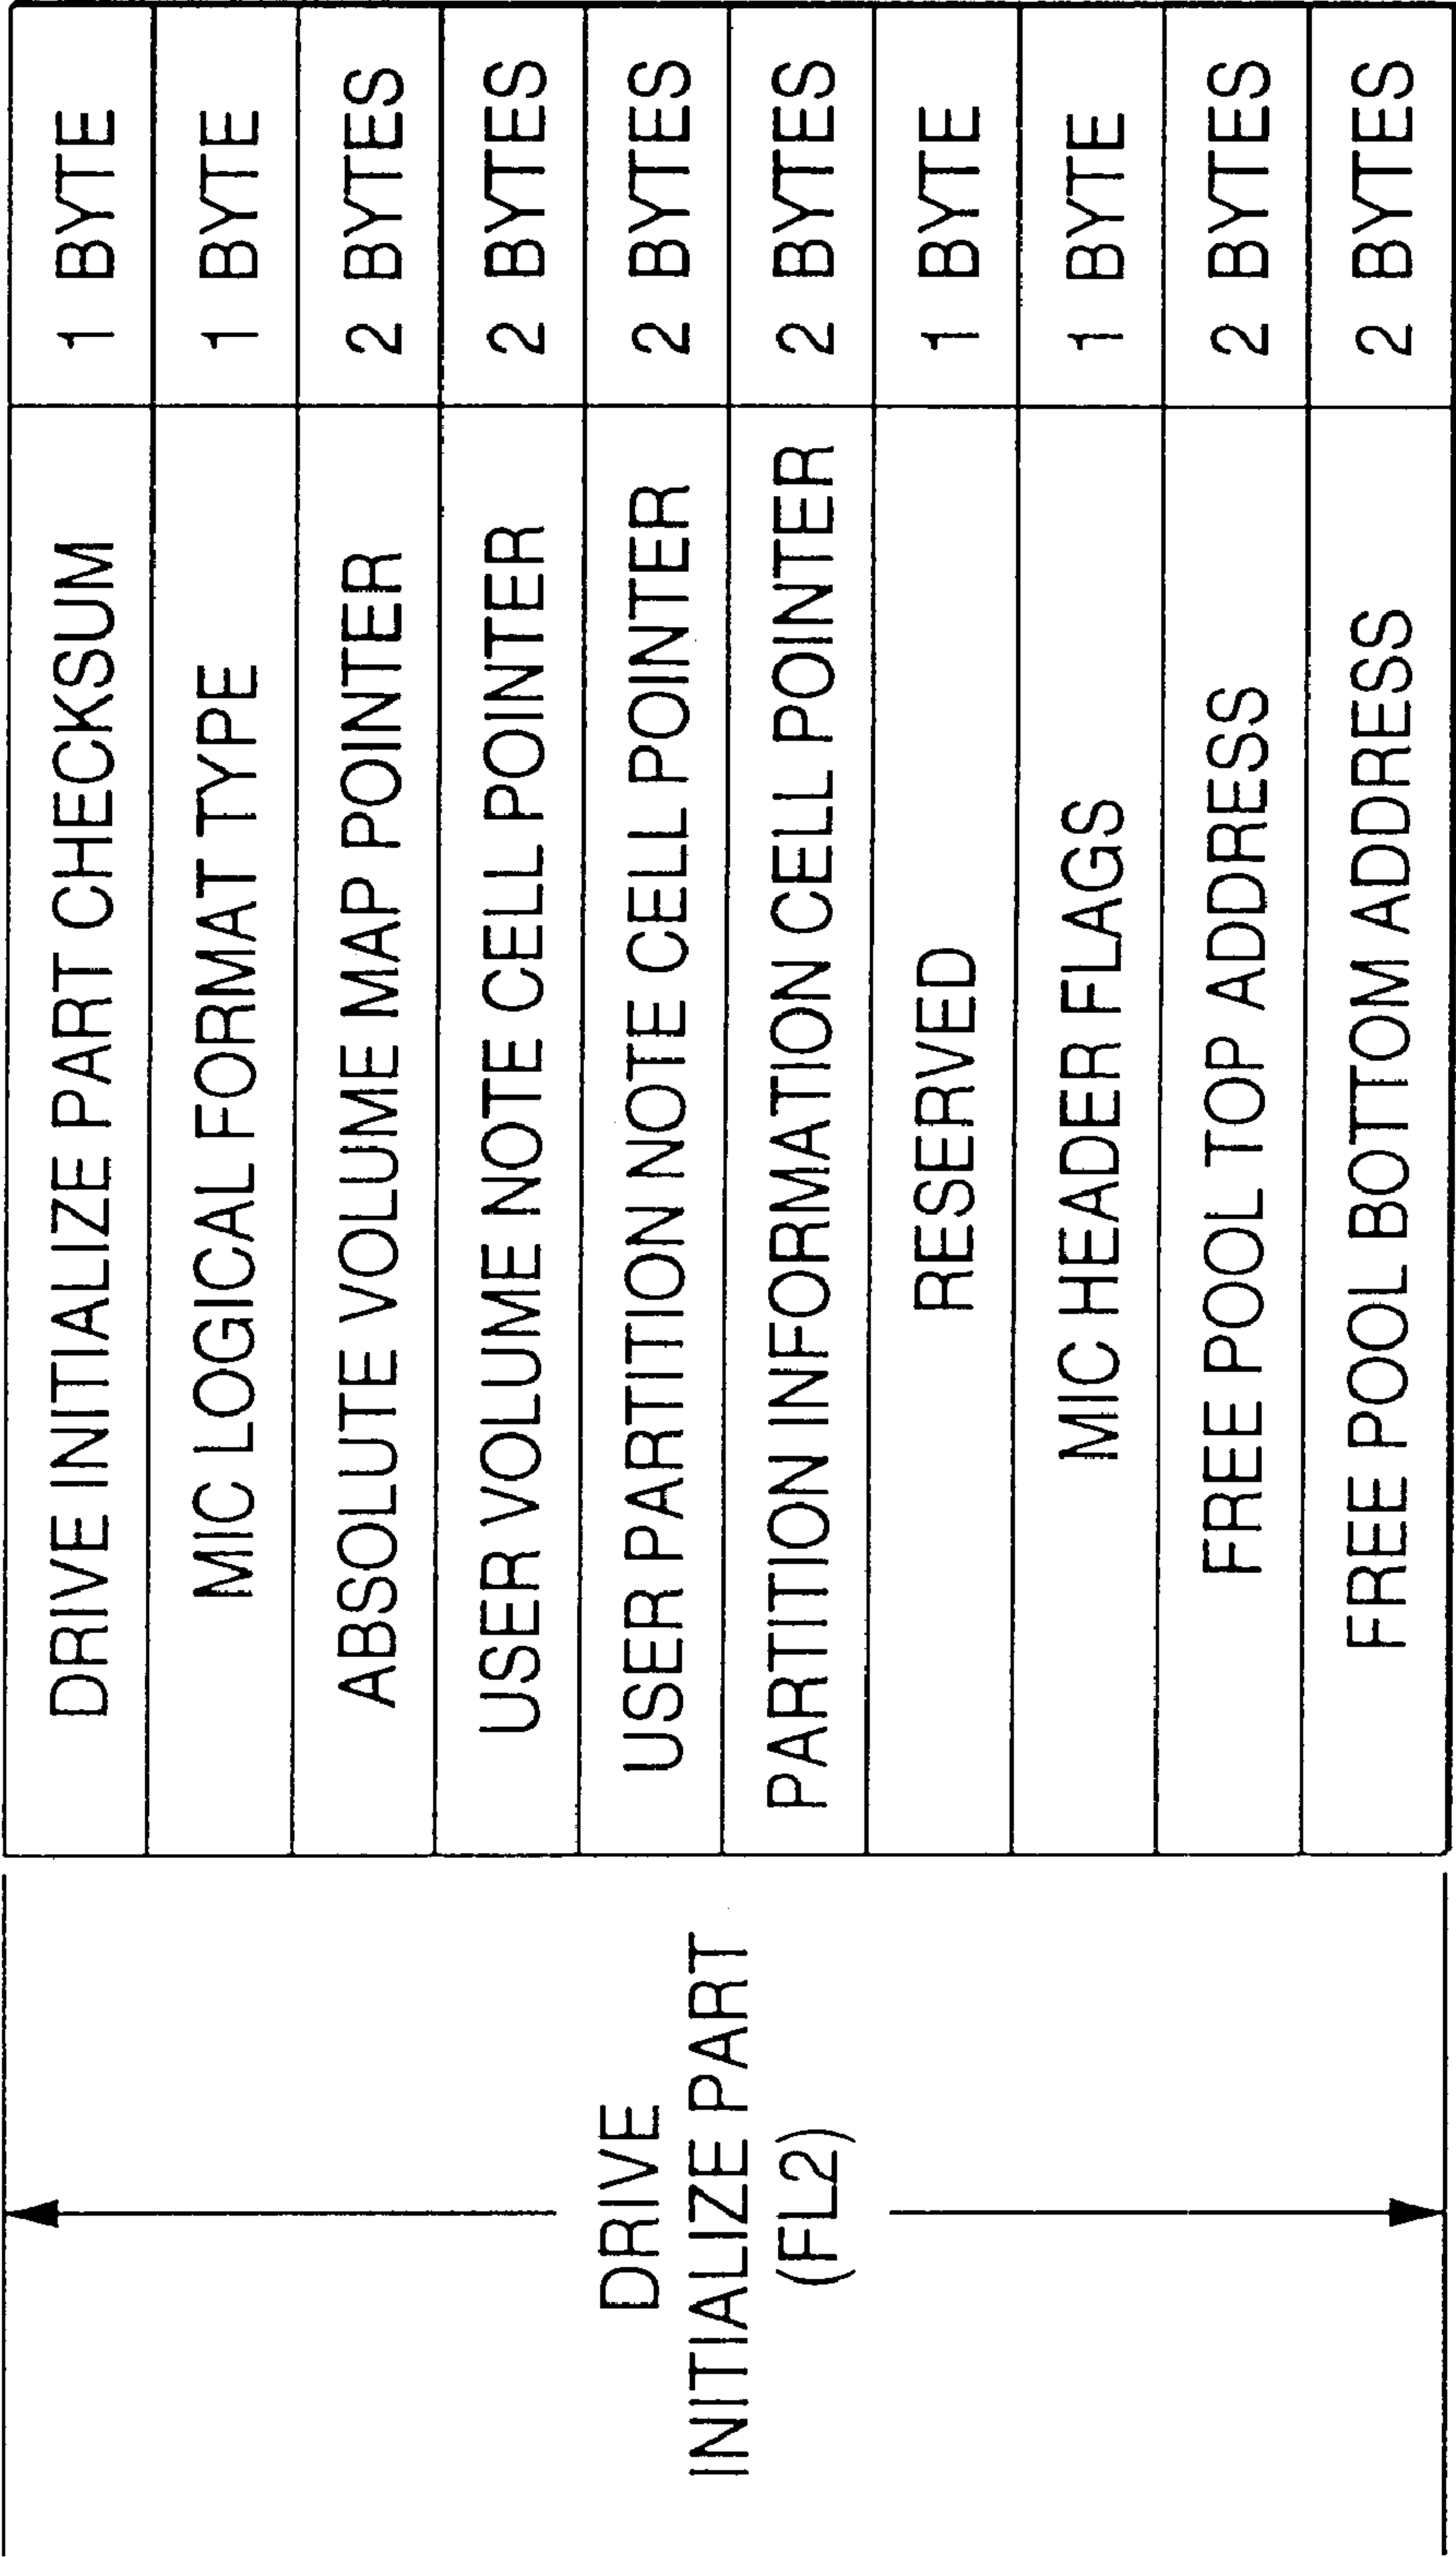 DRIVE
INITIALIZE PART
(FL2)
DRIVE INITIALIZE PART CHECKSUM 1 BYTE
MIC LOGICAL FORMAT TYPE 1 BYTE
ABSOLUTE VOLUME MAP POINTER 2 BYTES
USER VOLUME NOTE CELL POINTER 2 BYTES
USER PARTITION NOTE CELL POINTER 2 BYTES
PARTITION INFORMATION CELL POINTER 2 BYTES
RESERVED 1 BYTE
MIC HEADER FLAGS 1 BYTE
FREE POOL TOP ADDRESS 2 BYTES
FREE POOL BOTTOM ADDRESS 2 BYTES